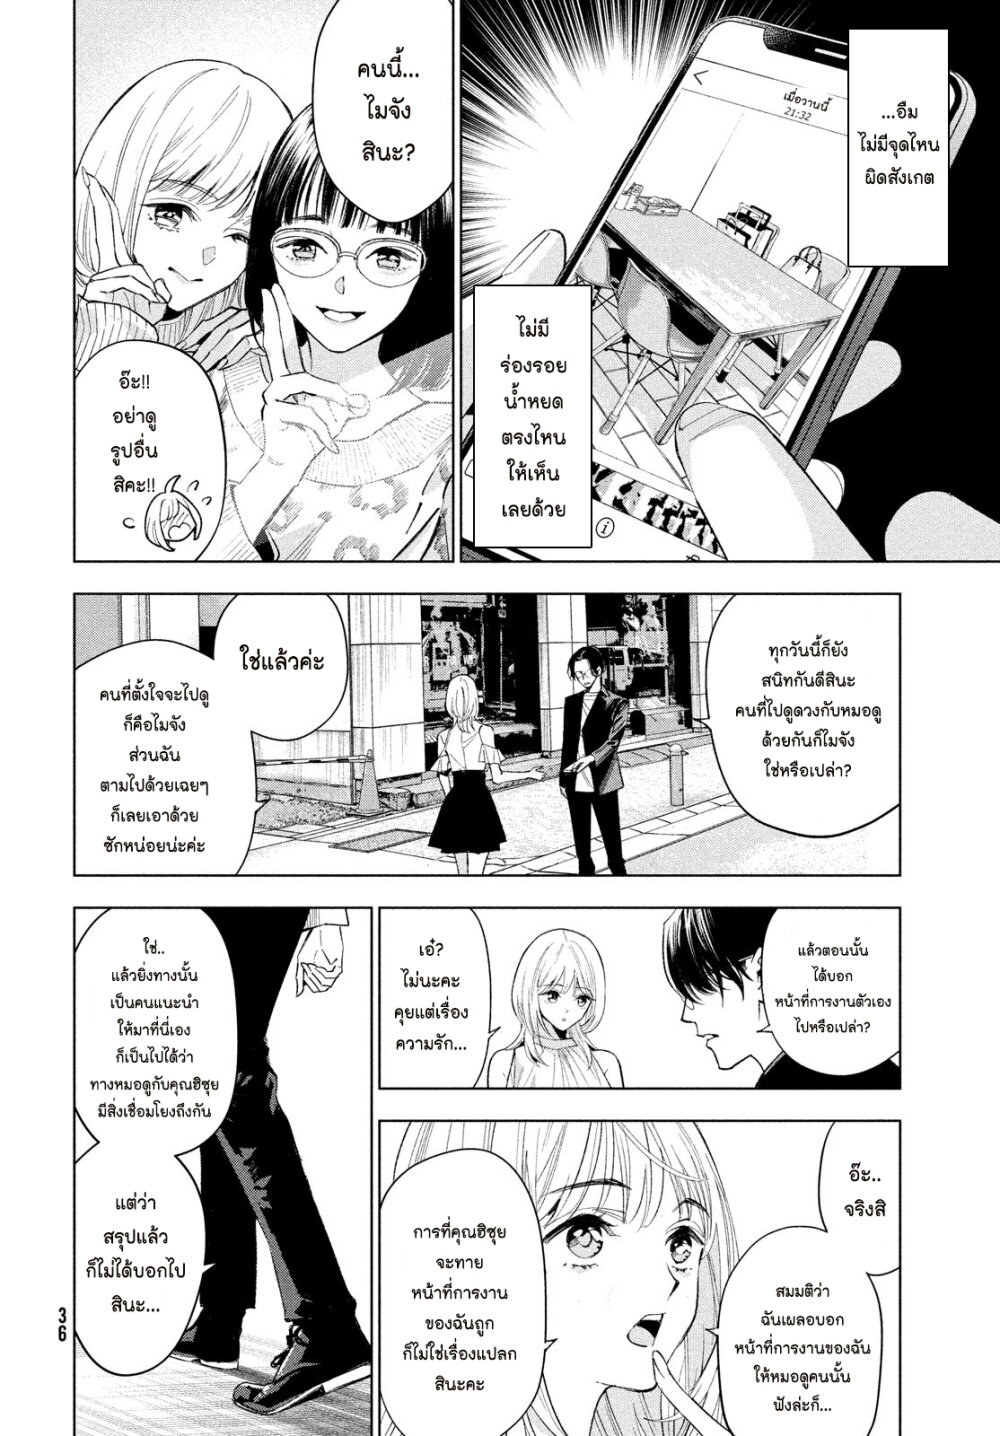 ...อืม
ไม่มีจุดไหน
ผิดสังเกต
เมื่อวานนี้
21:32
ไม่มี
ร่องรอย
น้ำหยด
ตรงไหน
ให้เห็น
เลยด้วย
i
คนนี้...
ไมจัง
สินะ?
อ๊ะ!!
อย่าดู
รูปอื่น
สิคะ!!
ทุกวันนี้ก็ยัง
สนิทกันดีสินะ
คนที่ไปดูดวงกับหมอดู
ด้วยกันก็ไมจัง
ใช่หรือเปล่า?
ใช่แล้วค่ะ
คนที่ตั้งใจจะไปดู
ก็คือไมจัง
ส่วนฉัน
ตามไปด้วยเฉยๆ
ก็เลยเอาด้วย
ซักหน่อยน่ะค่ะ
แล้วตอนนั้น
ได้บอก
หน้าที่การงานตัวเอง
ไปหรือเปล่า?
เอ๋?
ไม่นะคะ
คุยแต่เรื่อง
ความรัก...
อ๊ะ..
จริงสิ
สมมติว่า
ฉันเผลอบอก
หน้าที่การงานของฉัน
ให้หมอดูคนนั้น
ฟังล่ะก็...
การที่คุณฮิซุย
จะทาย
หน้าที่การงาน
ของฉันถูก
ก็ไม่ใช่เรื่องแปลก
สินะคะ
ใช่..
แล้วยิ่งทางนั้น
เป็นคนแนะนำ
ให้มาที่นี่เอง
ก็เป็นไปได้ว่า
ทางหมอดูกับคุณฮิซุย
มีสิ่งเชื่อมโยงถึงกัน
แต่ว่า
สรุปแล้ว
ก็ไม่ได้บอกไป
สินะ...
36